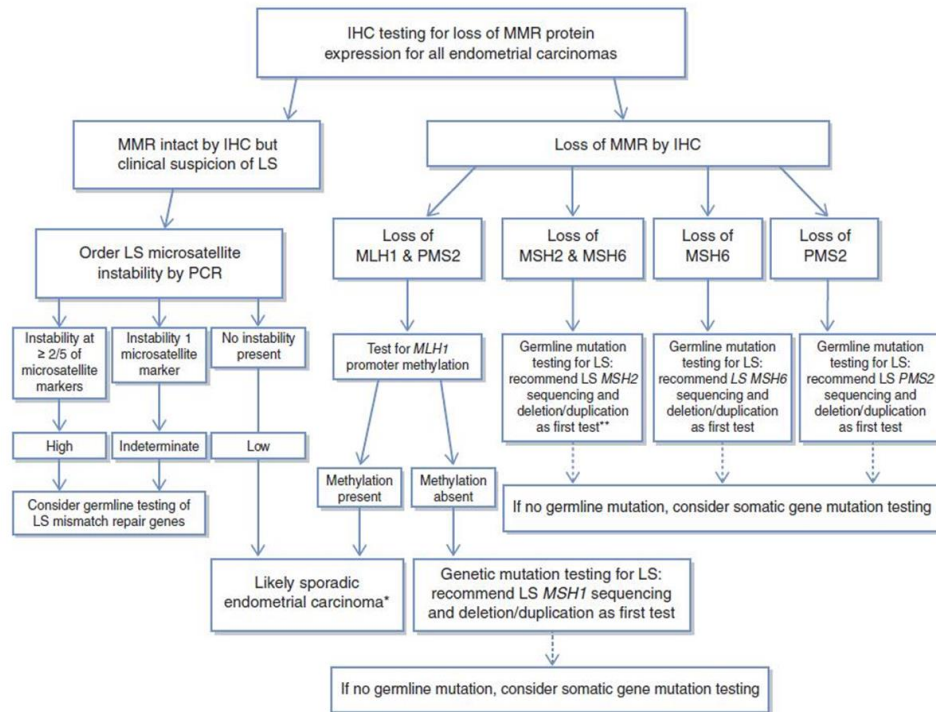 IHC testing for loss of MMR protein
expression for all endometrial carcinomas
MMR intact by IHC but
clinical suspicion of LS
Loss of MMR by IHC
Order LS microsatellite
instability by PCR
Loss of
MLH1 & PMS2
Loss of
MSH2 & MSH6
Loss of
MSH6
Loss of
PMS2
Instability at
≥ 2/5 of
microsatellite
markers
Instability 1
microsatellite
marker
No instability
present
Test for MLH1
promoter methylation
Germline mutation
testing for LS:
recommend LS MSH2
sequencing and
deletion/duplication
as first test**
Germline mutation
testing for LS:
recommend LS MSH6
sequencing and
deletion/duplication
as first test
Germline mutation
testing for LS:
recommend LS PMS2
sequencing and
deletion/duplication
as first test
High
Indeterminate
Low
Methylation
present
Methylation
absent
Consider germline testing of
LS mismatch repair genes
If no germline mutation, consider somatic gene mutation testing
Likely sporadic
endometrial carcinoma*
Genetic mutation testing for LS:
recommend LS MSH1 sequencing
and deletion/duplication as first test
If no germline mutation, consider somatic gene mutation testing